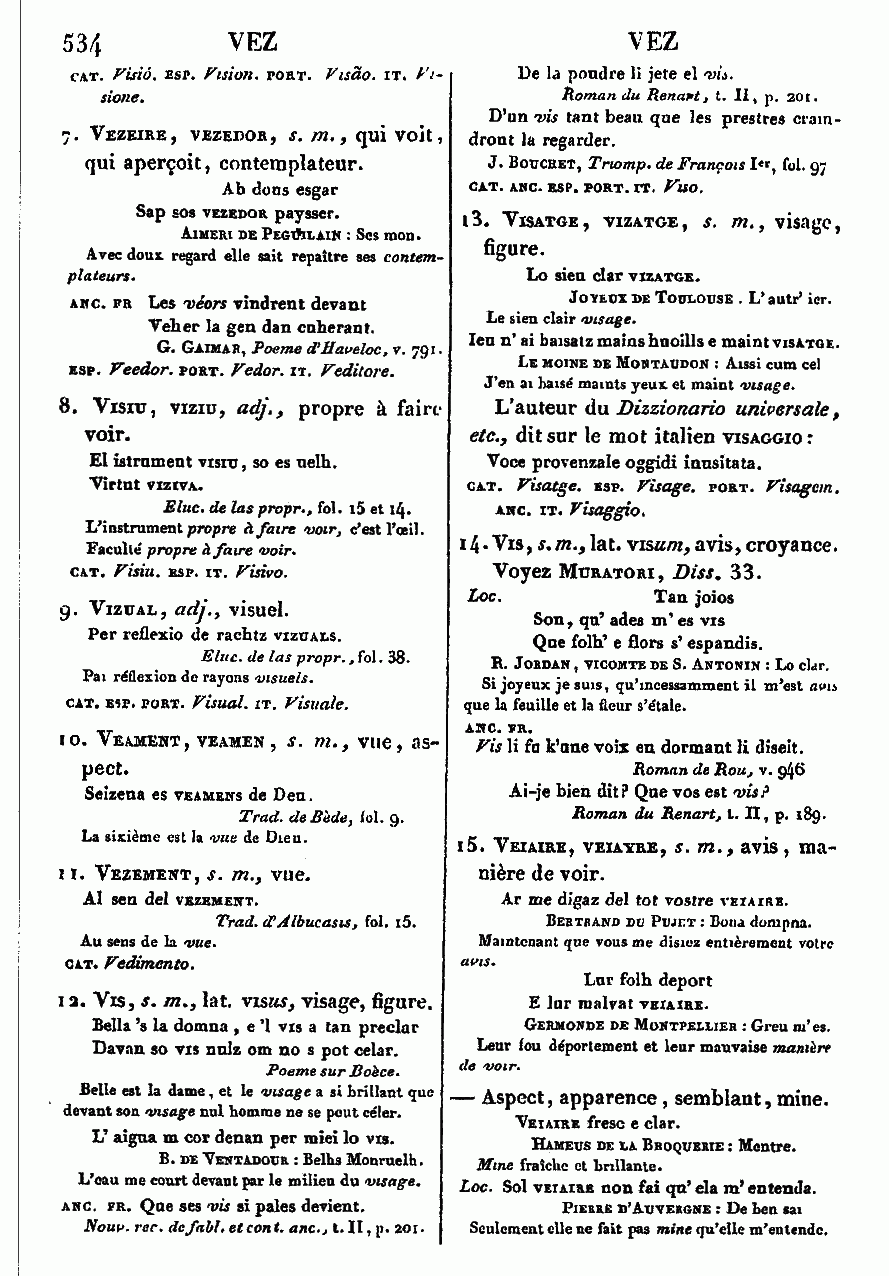 534 VEZ VEZ
CAT. Visió. ESP. Vision. PORT. Visão. IT. Vi-
sione.
7. VEZEIRE, VEZEDOR, s. m., qui voit,
qui aperçoit, contemplateur.
Ab dous esgar
Sap sos VEZEDOR paysser.
AIMERI DE PEGUILAIN : Ses mon.
Avec doux regard elle sait repaître ses contem-
plateurs.
ANC. FR Les véors vindrent devant
Veher la gen dan cuherant.
G. GAIMAR, Poeme d'Haveloc, v. 791.
ESP. Veedor. PORT. Vedor. IT. Veditore.
8. VISIU, VIZIU, adj., propre à faire
voir.
El istrument VISIU, so es uelh.
Virtut VIZIVA.
Eluc. de las propr., fol. 15 et 14.
L'instrument propre à faire voir, c'est l'œil.
Faculté propre à faire voir.
CAT. Visiu. ESP. IT. Visivo.
9. VIZUAL, adj., visuel.
Per reflexio de rachtz VIZUALS.
Eluc. de las propr., fol. 38.
Pai réflexion de rayons visuels.
CAT. ESP. PORT. Visual. IT. Visuale.
10. VEAMENT, VEAMEN, s. m., vue, as-
pect.
Seizena es VEAMENS de Deu.
Trad. de Bède, fol. 9.
La sixième est la vue de Dieu.
11. VEZEMENT, s. m., vue.
Al sen del VEZEMENT.
Trad. d'Albucasis, fol. 15.
Au sens de la vue.
CAT. Vedimento.
12. VIS, s. m., lat. VISUS, visage, figure.
Bella 's la domna, e 'l VIS a tan preclar
Davan so VIS nulz om no s pot celar.
Poeme sur Boèce.
Belle est la dame, et le visage a si brillant que
devant son visage nul homme ne se peut céler.
L' aigua m cor denan per miei lo VIS.
B. DE VENTADOUR : Belhs Monruelh.
L'eau me court devant par le milieu du visage.
ANC. FR. Que ses vis si pales devient.
Nouv. rec. de fabl. et cont. anc., t. II, p. 201.
De la poudre li jete el vis.
Roman du Renart, t. II, p. 201.
D'un vis tant beau que les prestres crain-
dront la regarder.
J. BOUCHET, Triomp. de François Ier, fol. 97
CAT. ANC. ESP. PORT. IT. Viso.
13. VISATGE, VIZATGE, s. m., visage,
figure.
Lo sieu clar VIZATGE.
JOYEUX DE TOULOUSE. L' autr' ier.
Le sien clair visage.
Ieu n' ai baisatz mains huoills e maint VISATGE.
LE MOINE DE MONTAUDON : Aissi cum cel
J'en ai baisé maints yeux et maint visage.
L'auteur du Dizzionario universale,
etc., dit sur le mot italien VISAGGIO :
Voce provenzale oggidi inusitata.
CAT. Visatge. ESP. Visage. PORT. Visagem.
ANC. IT. Visaggio.
14. VIS, s. m., lat. VISUM, avis, croyance.
Voyez MURATORI, Diss. 33.
Loc. Tan joios
Son, qu' ades m' es VIS
Que folh' e flors s' espandis.
R. JORDAN, VICOMTE DE S. ANTONIN : Lo clar.
Si joyeux je suis, qu'incessamment il m'est avis
que la feuille et la fleur s'étale.
ANC. FR.
Vis li fu k'une voix en dormant li diseit.
Roman de Rou, v. 946
Ai-je bien dit? Que vos est vis?
Roman du Renart, t. II, p. 189.
15. VEIAIRE, VEIAYRE, s. m., avis, ma-
nière de voir.
Ar me digaz del tot vostre VEIAIRE.
BERTRAND DU PUJET : Bona dompna.
Maintenant que vous me disiez entièrement votre
avis.
Lur folh deport
E lur malvat VEIAIRE.
GERMONDE DE MONTPELLIER : Greu m'es.
Leur fou déportement et leur mauvaise manière
de voir.
— Aspect, apparence, semblant, mine.
VEIAIRE fresc e clar.
HAMEUS DE LA BROQUERIE : Mentre.
Mine fraîche et brillante.
Loc. Sol VEIAIRE non fai qu' ela m' entenda.
PIERRE D'AUVERGNE : De ben sai
Seulement elle ne fait pas mine qu'elle m'entende.